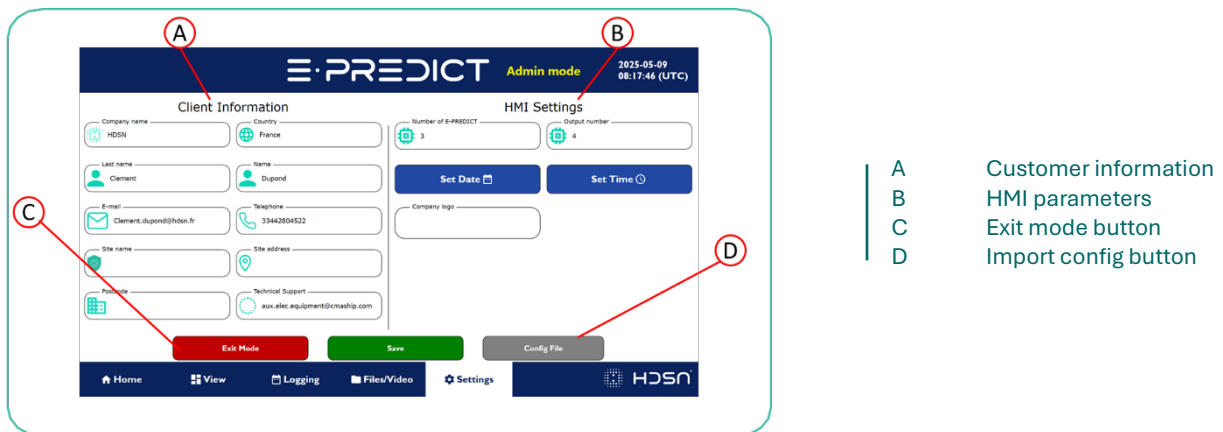 A
B
E·PREDICT
Admin mode
2025-05-09
08:17:46 (UTC)
Client Information
HMI Settings
Company name
HDSN
Country
France
Number of E-PREDICT
3
Output number
4
Last name
Clement
Name
Dupond
Set Date
Set Time
E-mail
Clement.dupond@hdsn.fr
Telephone
33442804522
Company logo
C
Site name
Site address
D
Postcode
Technical Support
aux.elec.equipment@cmaship.com
Exit Mode
Save
Config File
Home
View
Logging
Files/Video
Settings
HDSN
A Customer information
B HMI parameters
C Exit mode button
D Import config button